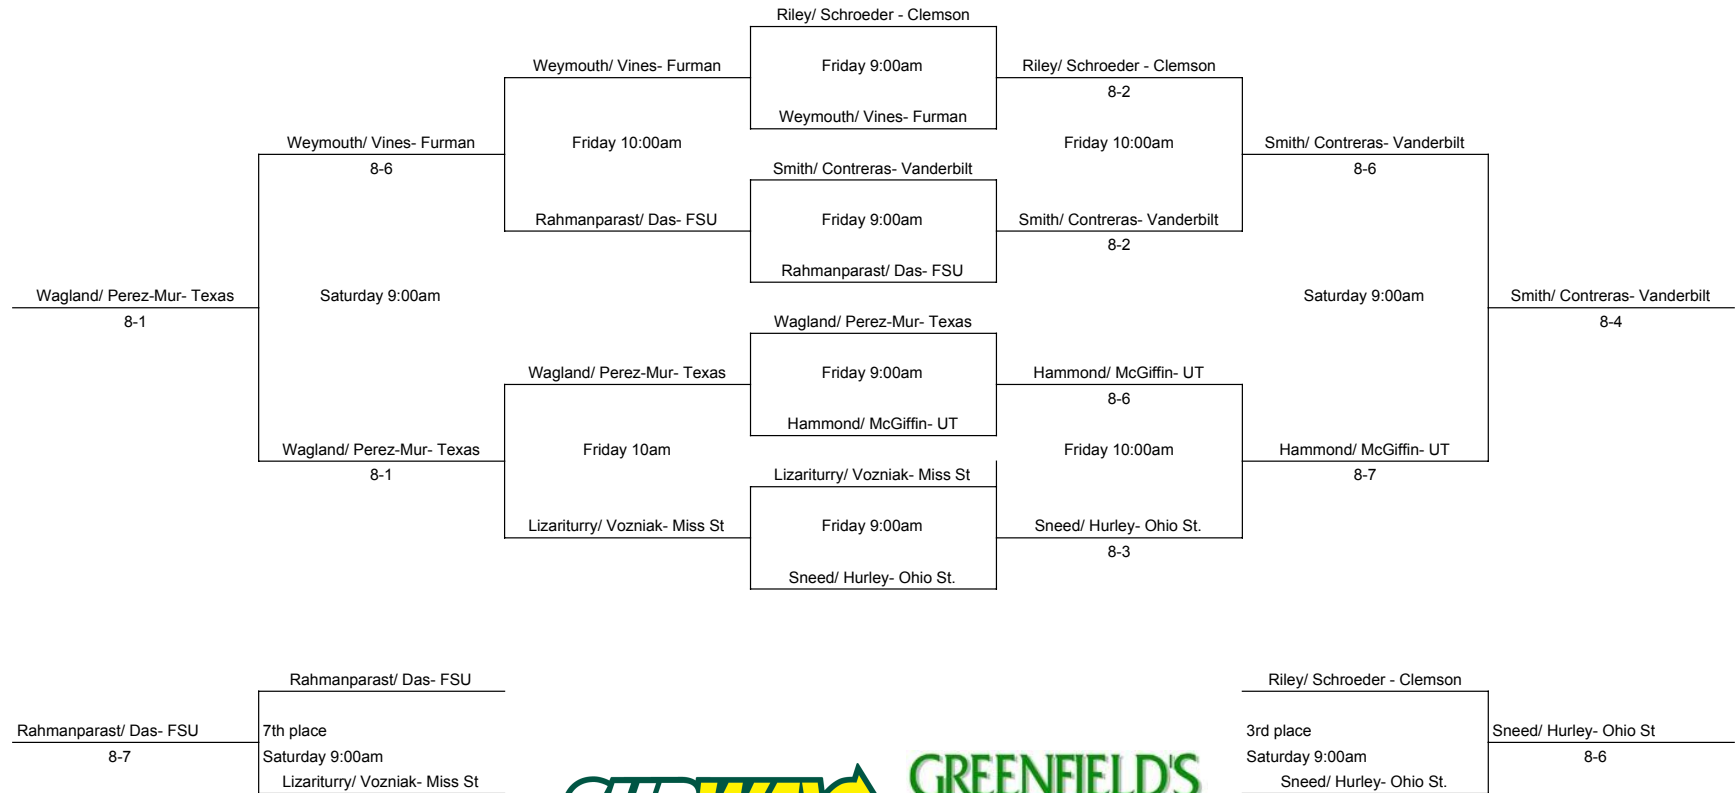 Riley/ Schroeder - Clemson
Weymouth/ Vines- Furman
Friday 9:00am
Riley/ Schroeder - Clemson
8-2
Weymouth/ Vines- Furman
Weymouth/ Vines- Furman
Friday 10:00am
Friday 10:00am
Smith/ Contreras- Vanderbilt
8-6
8-6
Smith/ Contreras- Vanderbilt
Rahmanparast/ Das- FSU
Friday 9:00am
Smith/ Contreras- Vanderbilt
8-2
Rahmanparast/ Das- FSU
Wagland/ Perez-Mur- Texas
Saturday 9:00am
Saturday 9:00am
Smith/ Contreras- Vanderbilt
8-1
8-4
Wagland/ Perez-Mur- Texas
Wagland/ Perez-Mur- Texas
Friday 9:00am
Hammond/ McGiffin- UT
8-6
Hammond/ McGiffin- UT
Wagland/ Perez-Mur- Texas
Friday 10am
Friday 10:00am
Hammond/ McGiffin- UT
8-1
8-7
Lizariturry/ Vozniak- Miss St
Lizariturry/ Vozniak- Miss St
Friday 9:00am
Sneed/ Hurley- Ohio St.
8-3
Sneed/ Hurley- Ohio St.
Rahmanparast/ Das- FSU
Riley/ Schroeder - Clemson
Rahmanparast/ Das- FSU
7th place
3rd place
Sneed/ Hurley- Ohio St
8-7
Saturday 9:00am
Saturday 9:00am
8-6
Lizariturry/ Vozniak- Miss St
Sneed/ Hurley- Ohio St.
SUBWAY
GREENFIELD'S